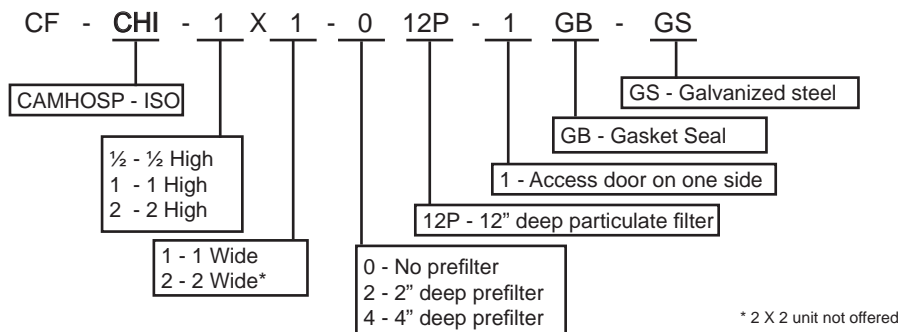 CF - CHI - 1 X 1 - 0 12P - 1 GB - GS
CAMHOSP - ISO
GS - Galvanized steel
GB - Gasket Seal
½ - ½ High
1 - 1 High
2 - 2 High
1 - Access door on one side
12P - 12” deep particulate filter
1 - 1 Wide
2 - 2 Wide*
0 - No prefilter
2 - 2” deep prefilter
4 - 4” deep prefilter
* 2 X 2 unit not offered